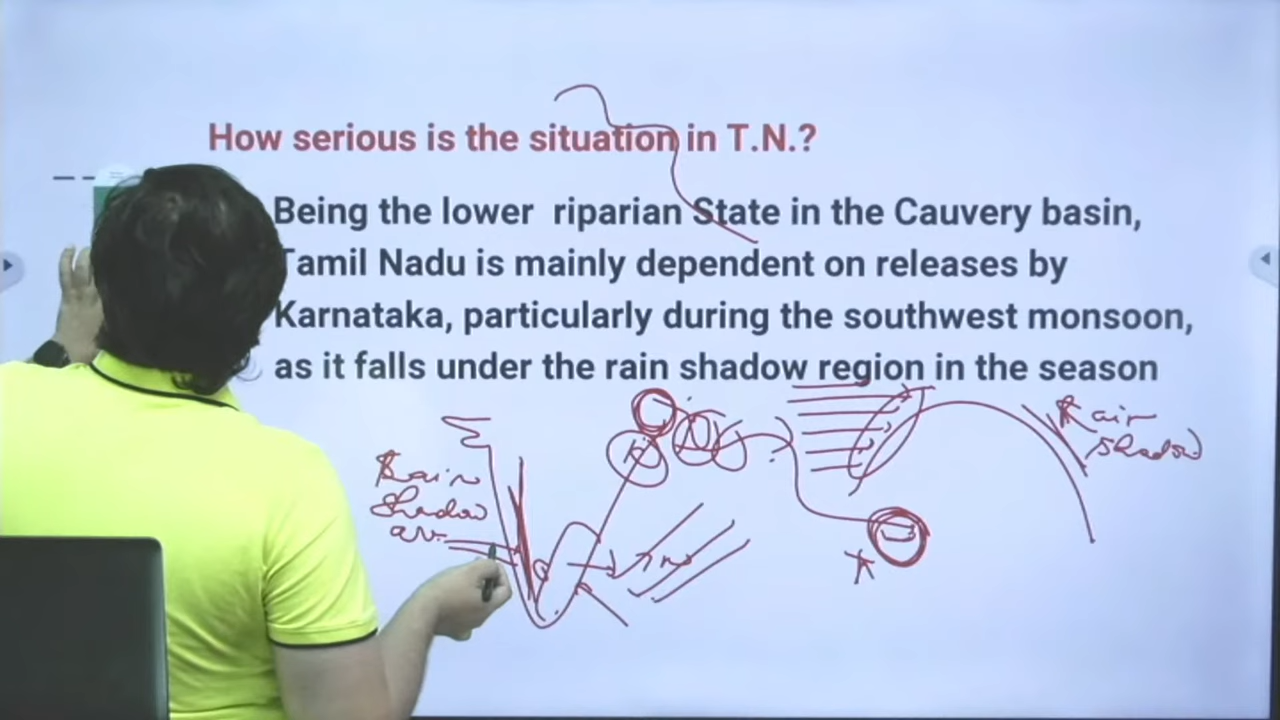 How serious is the situation in T.N.?
Being the lower riparian State in the Cauvery basin,
Tamil Nadu is mainly dependent on releases by
Karnataka, particularly during the southwest monsoon,
as it falls under the rain shadow region in the season
Rain
Shadow
Rain
Shadow